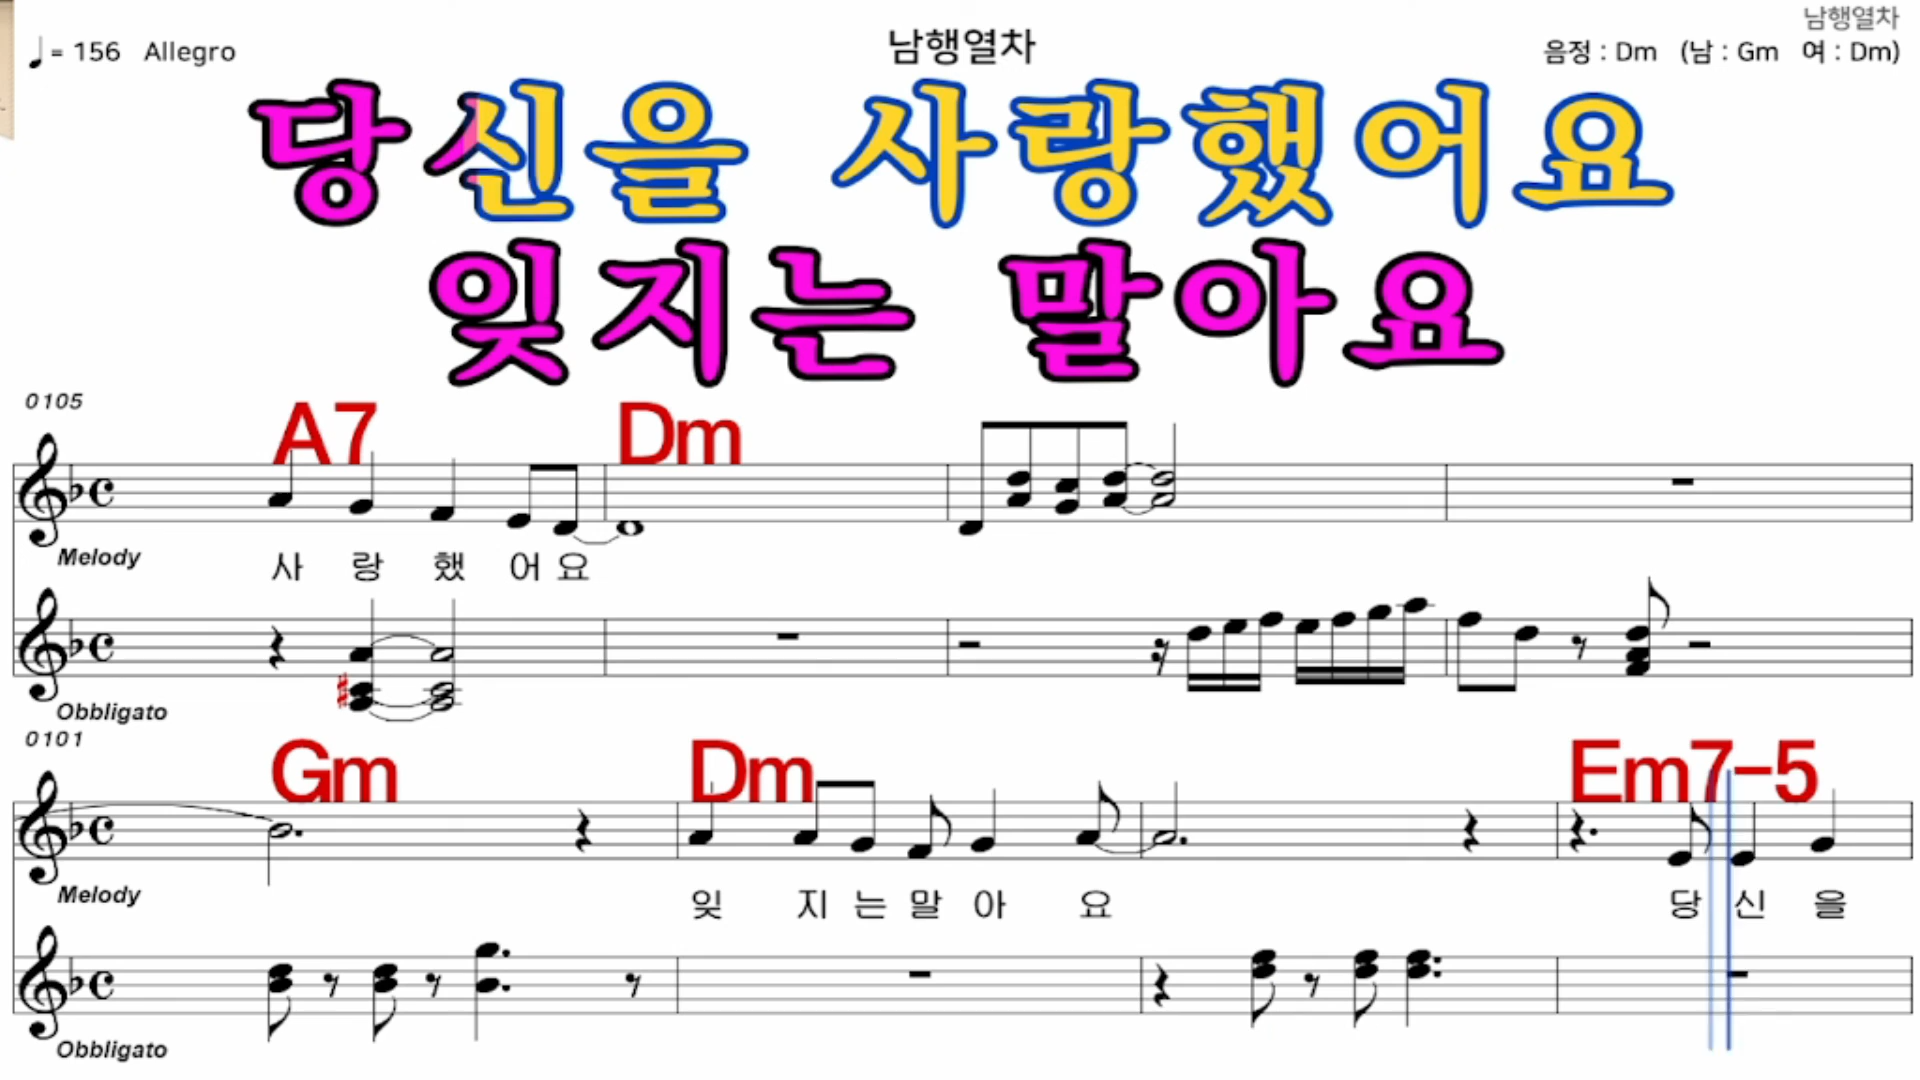 남행열차
♩= 156 Allegro
남행열차
음정 : Dm (남 : Gm 여 : Dm)
당신을 사랑했어요
잊지는 말아요
0105
A7 Dm
Melody
사 랑 했 어 요
Obbligato
0101
Gm Dm Em7-5
Melody
잊 지 는 말 아 요 당 신 을
Obbligato